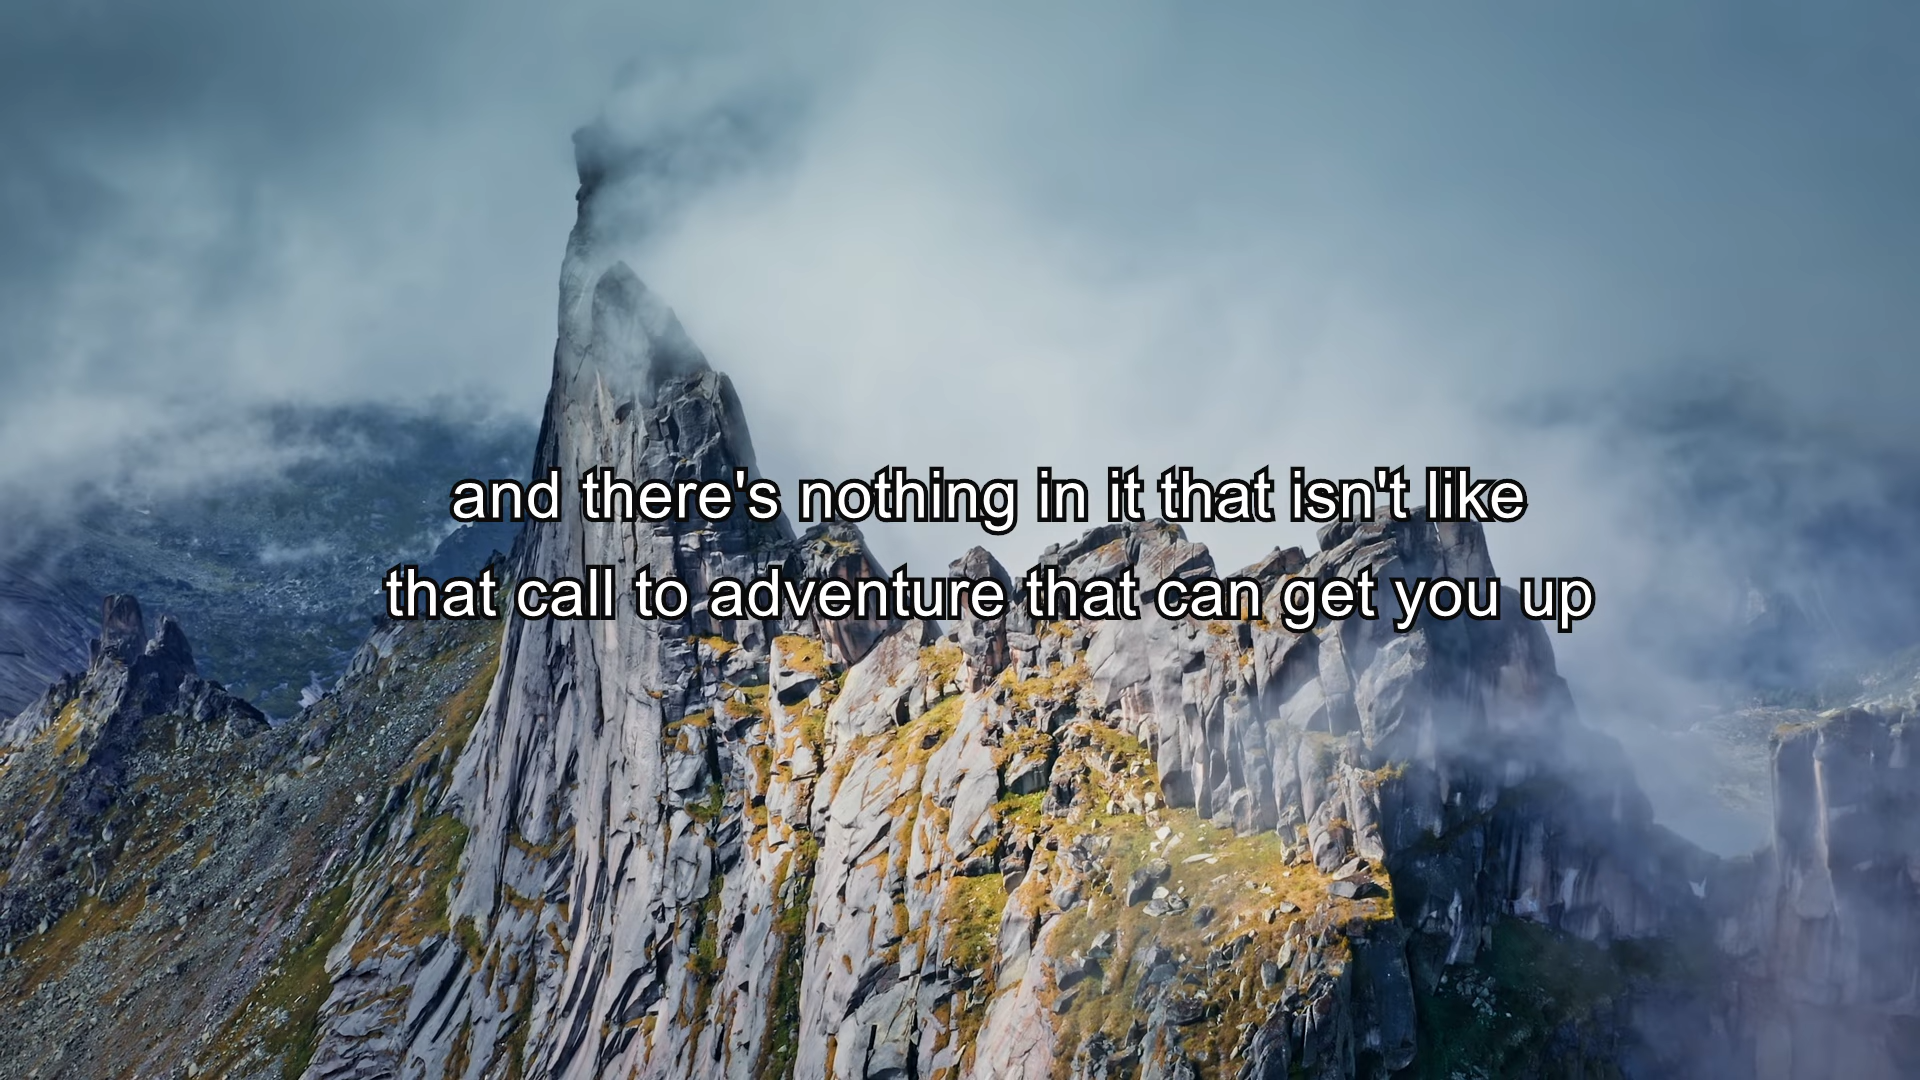 and there's nothing in it that isn't like
that call to adventure that can get you up